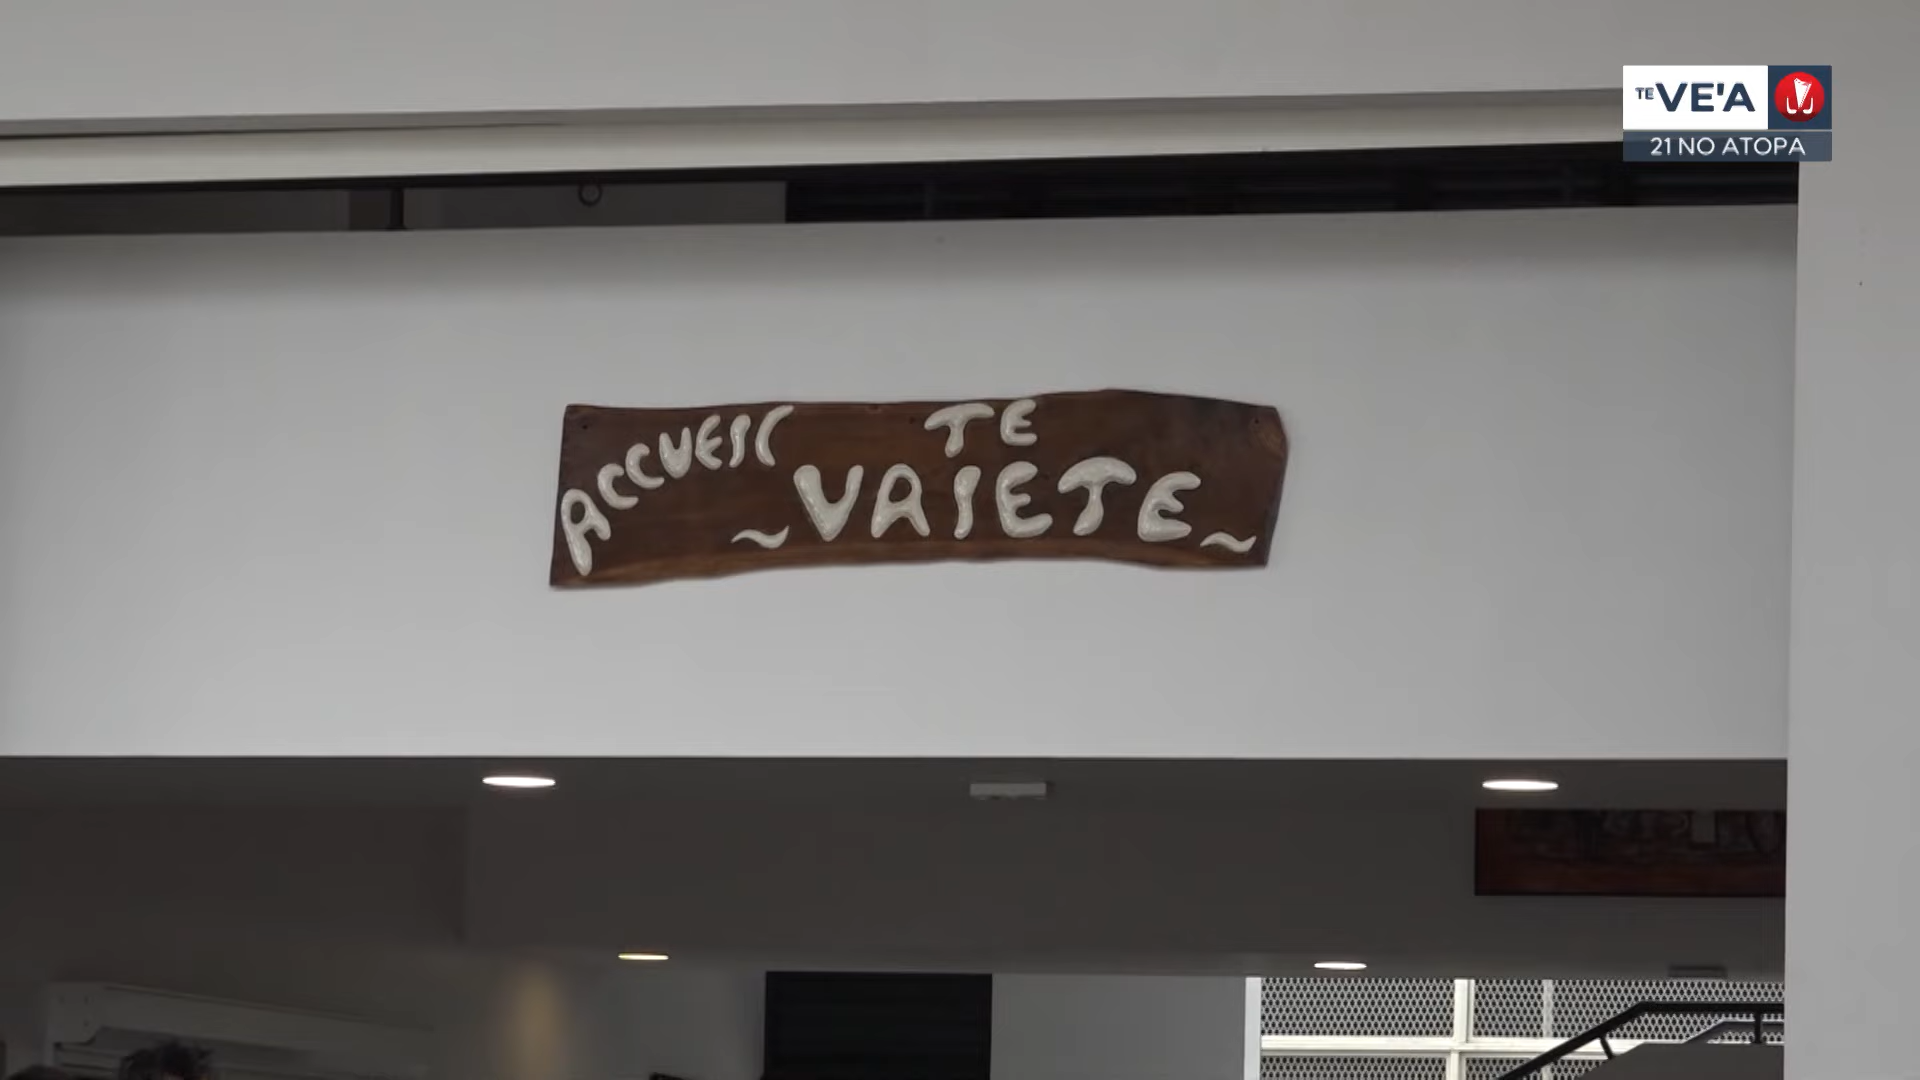 ACCUEIL
TE
~VAIETE~
TE VE'A
21 NO ATOPA